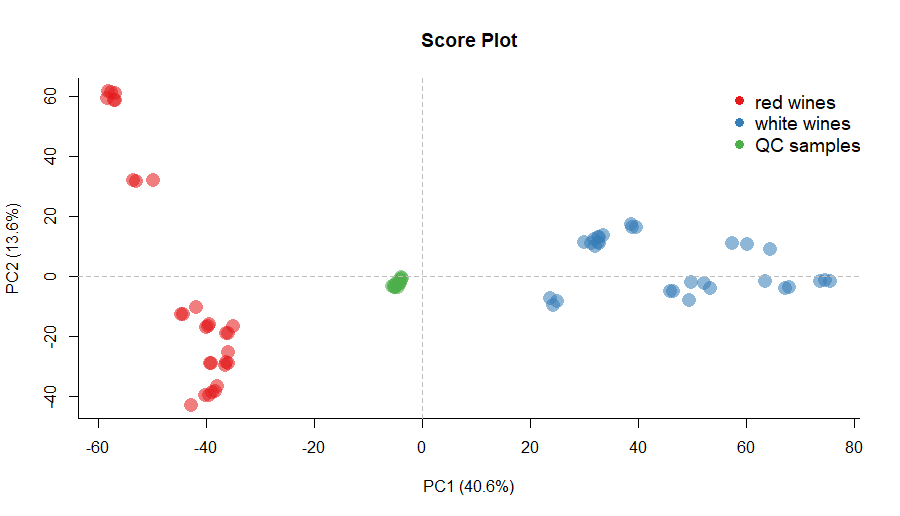 Score Plot
red wines
white wines
QC samples
PC2 (13.6%)
60
40
20
0
-20
-40
-60 -40 -20 0 20 40 60 80
PC1 (40.6%)